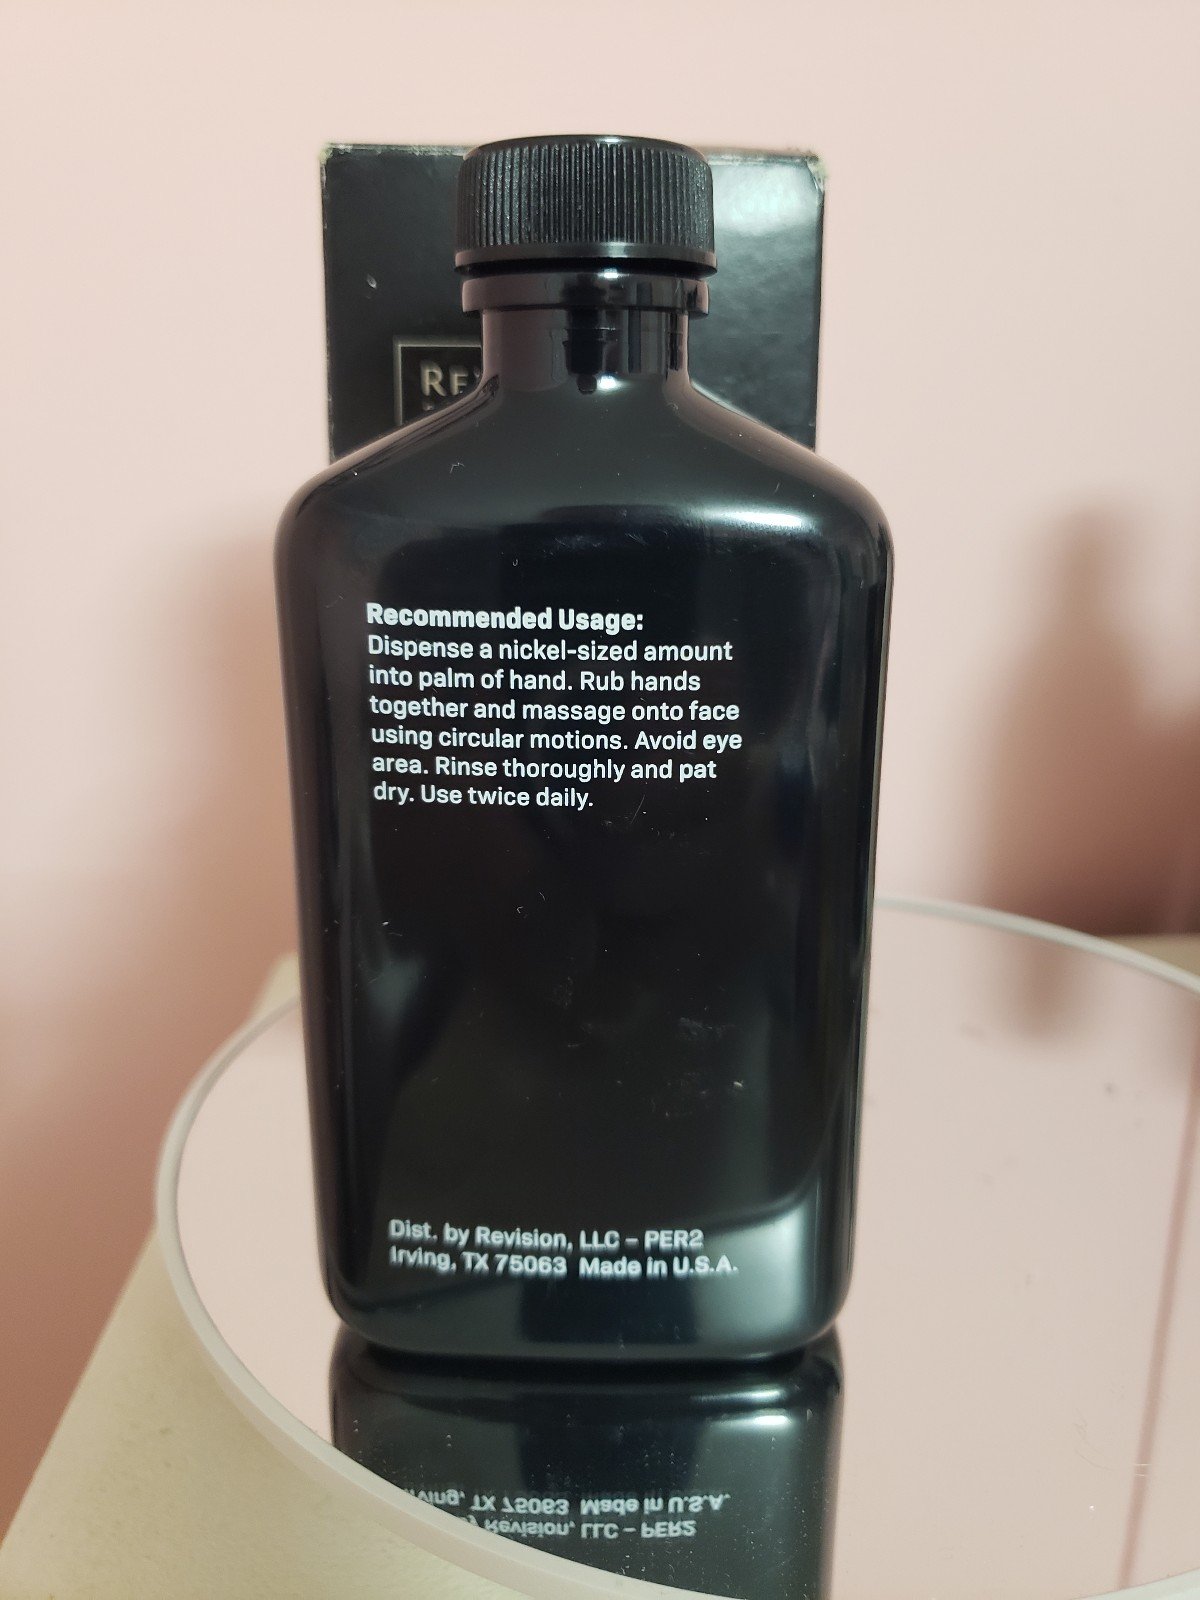 Recommended Usage:
Dispense a nickel-sized amount
into palm of hand. Rub hands
together and massage onto face
using circular motions. Avoid eye
area. Rinse thoroughly and pat
dry. Use twice daily.
Dist. by Revision, LLC – PER2
Irving, TX 75063 Made in U.S.A.